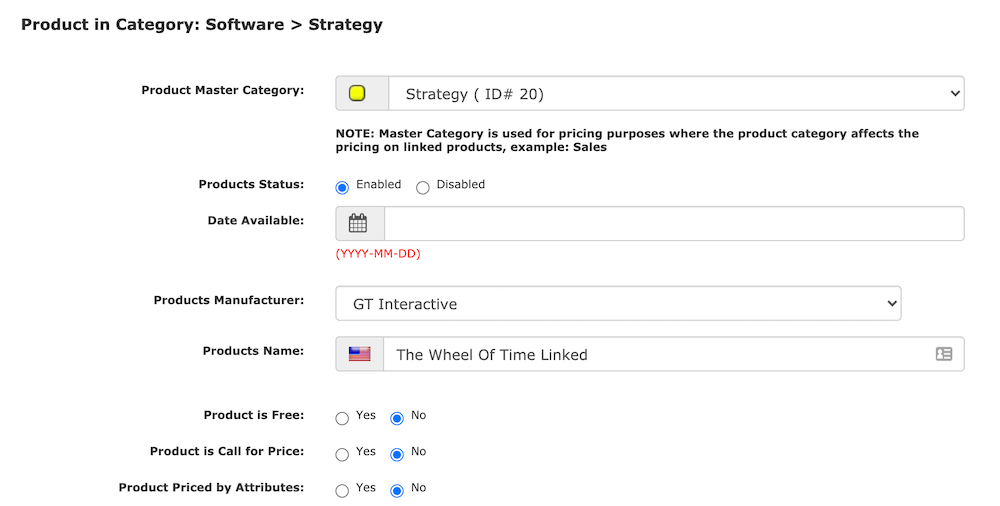 Product in Category: Software > Strategy
Product Master Category:
Strategy ( ID# 20)
NOTE: Master Category is used for pricing purposes where the product category affects the
pricing on linked products, example: Sales
Products Status:
Enabled Disabled
Date Available:
(YYYY-MM-DD)
Products Manufacturer:
GT Interactive
Products Name:
The Wheel Of Time Linked
Product is Free:
Yes No
Product is Call for Price:
Yes No
Product Priced by Attributes:
Yes No